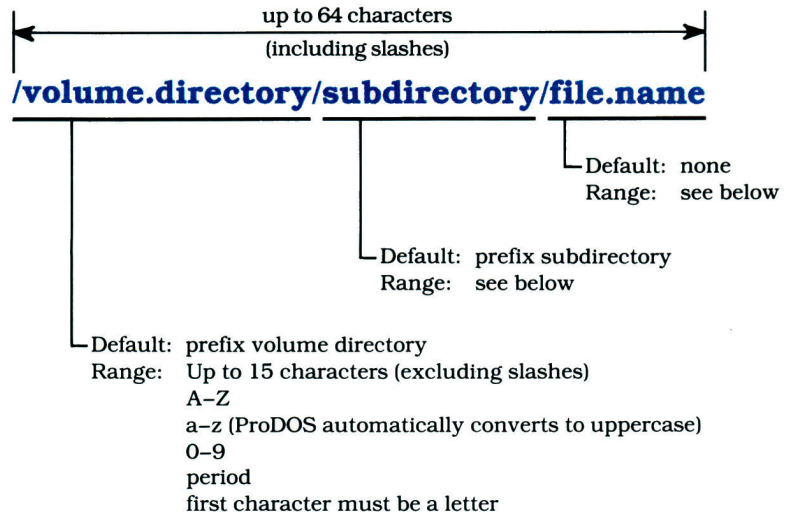 up to 64 characters
(including slashes)
/volume.directory/subdirectory/file.name
Default: none
Range: see below
Default: prefix subdirectory
Range: see below
Default: prefix volume directory
Range: Up to 15 characters (excluding slashes)
A–Z
a–z (ProDOS automatically converts to uppercase)
0–9
period
first character must be a letter